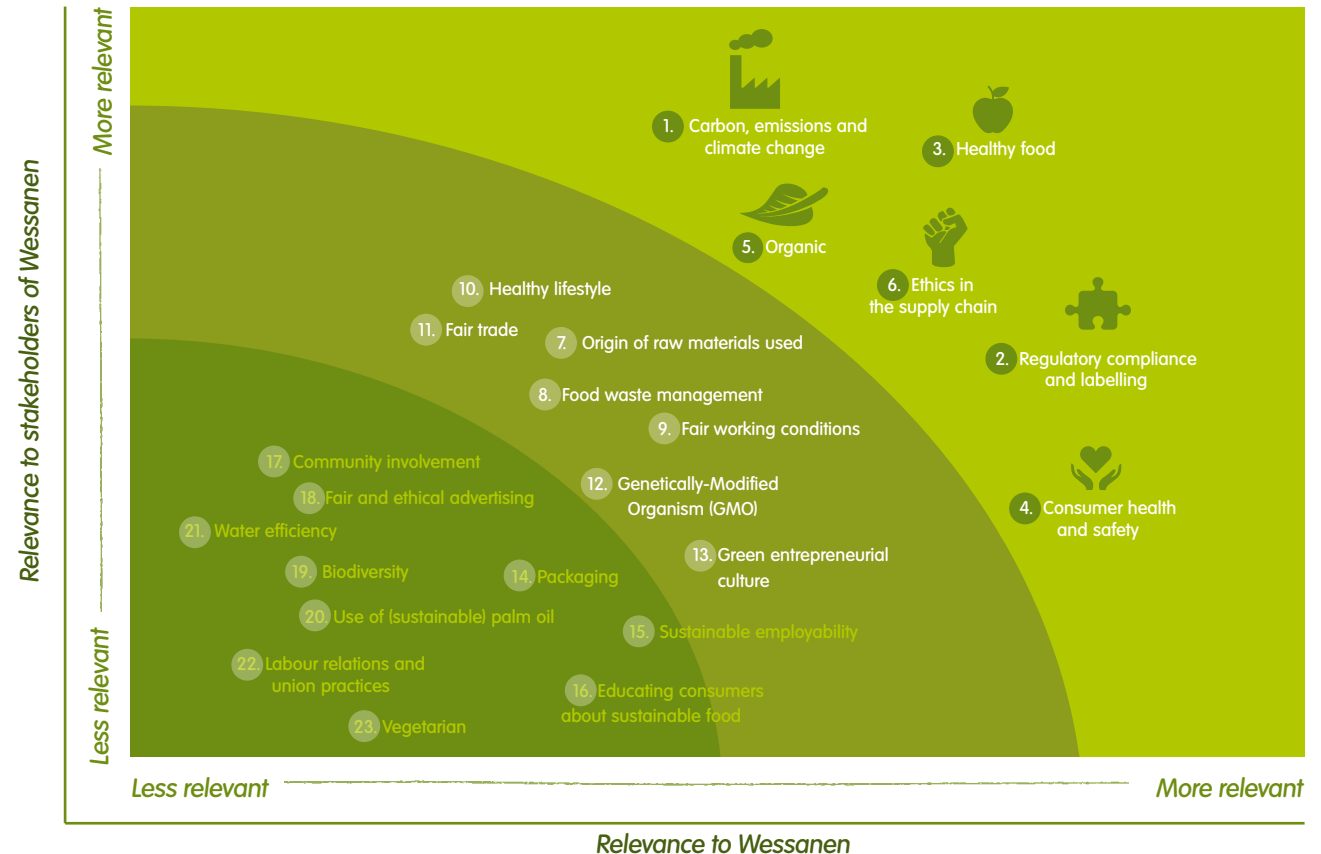 More relevant
Relevance to stakeholders of Wessanen
Less relevant
1. Carbon, emissions and
climate change
3. Healthy food
5. Organic
6. Ethics in
the supply chain
10. Healthy lifestyle
11. Fair trade
7. Origin of raw materials used
2. Regulatory compliance
and labelling
8. Food waste management
9. Fair working conditions
17. Community involvement
12. Genetically-Modified
Organism (GMO)
18. Fair and ethical advertising
4. Consumer health
and safety
21. Water efficiency
13. Green entrepreneurial
culture
19. Biodiversity
14. Packaging
20. Use of (sustainable) palm oil
15. Sustainable employability
22. Labour relations and
union practices
16. Educating consumers
about sustainable food
23. Vegetarian
Less relevant
More relevant
Relevance to Wessanen